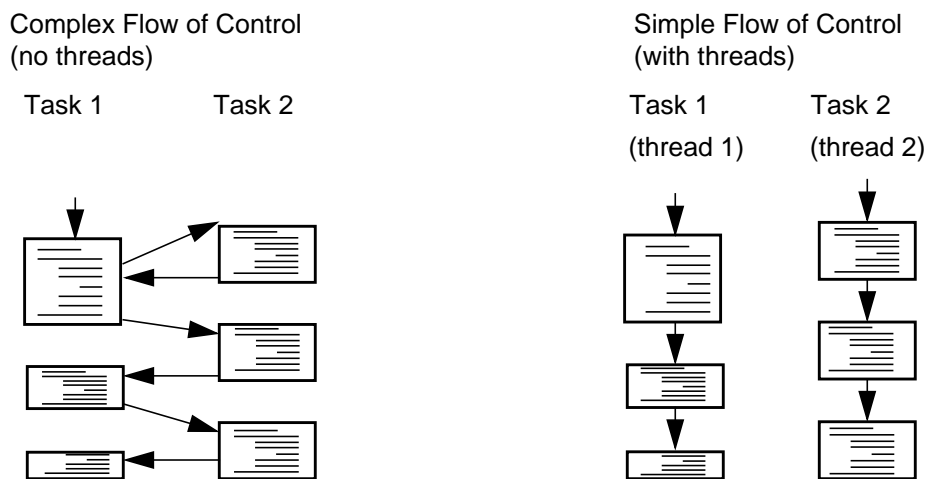 Complex Flow of Control
(no threads)
Task 1
Task 2
Simple Flow of Control
(with threads)
Task 1
(thread 1)
Task 2
(thread 2)